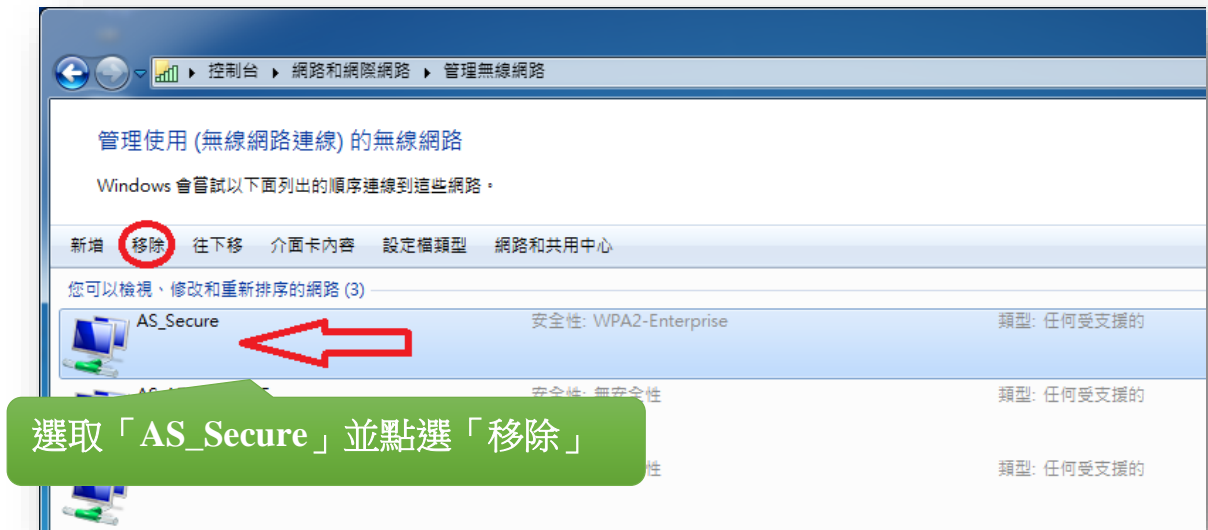 控制台 ▸ 網路和網際網路 ▸ 管理無線網路
管理使用 (無線網路連線) 的無線網路
Windows 會嘗試以下面列出的順序連線到這些網路。
新增 移除 往下移 介面卡內容 設定檔類型 網路和共用中心
您可以檢視、修改和重新排序的網路 (3)
AS_Secure 安全性: WPA2-Enterprise 類型: 任何受支援的
安全性: 無安全性 類型: 任何受支援的
選取「AS_Secure」並點選「移除」
性 類型: 任何受支援的